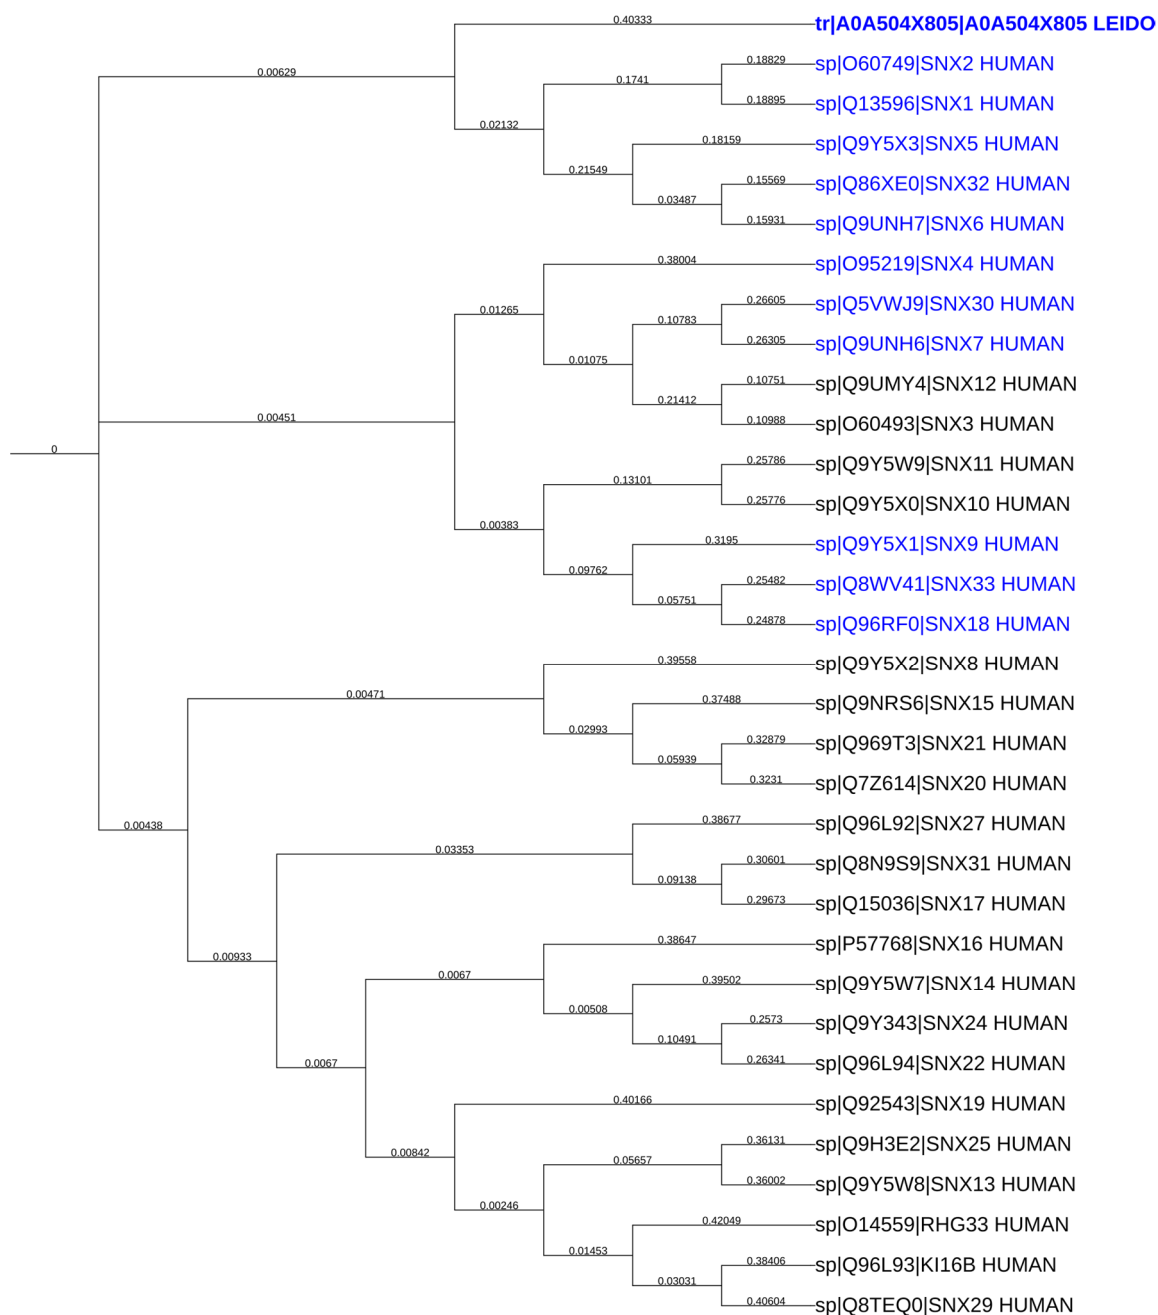 0.40333
tr|A0A504X805|A0A504X805 LEIDO
0.18829
sp|O60749|SNX2 HUMAN
0.00629
0.1741
0.18895
sp|Q13596|SNX1 HUMAN
0.02132
0.18159
sp|Q9Y5X3|SNX5 HUMAN
0.21549
0.15569
sp|Q86XE0|SNX32 HUMAN
0.03487
0.15931
sp|Q9UNH7|SNX6 HUMAN
0.38004
sp|O95219|SNX4 HUMAN
0.01265
0.26605
sp|Q5VWJ9|SNX30 HUMAN
0.10783
0.26305
sp|Q9UNH6|SNX7 HUMAN
0.01075
0.10751
sp|Q9UMY4|SNX12 HUMAN
0.21412
0.10988
sp|O60493|SNX3 HUMAN
0.00451
0
0.25786
sp|Q9Y5W9|SNX11 HUMAN
0.13101
0.25776
sp|Q9Y5X0|SNX10 HUMAN
0.00383
0.3195
sp|Q9Y5X1|SNX9 HUMAN
0.09762
0.25482
sp|Q8WV41|SNX33 HUMAN
0.05751
0.24878
sp|Q96RF0|SNX18 HUMAN
0.39558
sp|Q9Y5X2|SNX8 HUMAN
0.00471
0.37488
sp|Q9NRS6|SNX15 HUMAN
0.02993
0.32879
sp|Q969T3|SNX21 HUMAN
0.05939
0.3231
sp|Q7Z614|SNX20 HUMAN
0.00438
0.38677
sp|Q96L92|SNX27 HUMAN
0.03353
0.30601
sp|Q8N9S9|SNX31 HUMAN
0.09138
0.29673
sp|Q15036|SNX17 HUMAN
0.00933
0.38647
sp|P57768|SNX16 HUMAN
0.0067
0.39502
sp|Q9Y5W7|SNX14 HUMAN
0.00508
0.2573
sp|Q9Y343|SNX24 HUMAN
0.10491
0.26341
sp|Q96L94|SNX22 HUMAN
0.0067
0.40166
sp|Q92543|SNX19 HUMAN
0.00842
0.36131
sp|Q9H3E2|SNX25 HUMAN
0.05657
0.36002
sp|Q9Y5W8|SNX13 HUMAN
0.00246
0.42049
sp|O14559|RHG33 HUMAN
0.01453
0.38406
sp|Q96L93|KI16B HUMAN
0.03031
0.40604
sp|Q8TEQ0|SNX29 HUMAN